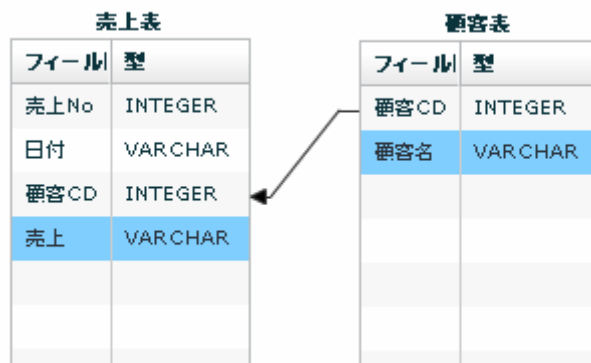 売上表
フィール 型
売上No INTEGER
日付 VARCHAR
顧客CD INTEGER
売上 VARCHAR
顧客表
フィール 型
顧客CD INTEGER
顧客名 VARCHAR